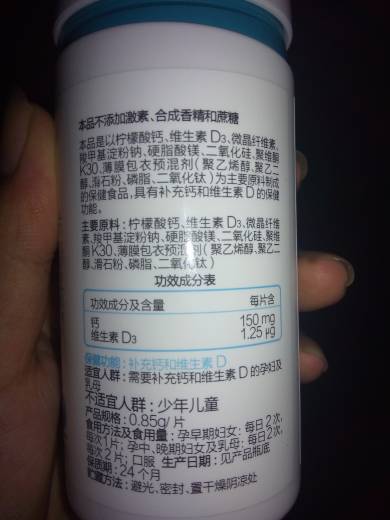 本品不添加激素、合成香精和蔗糖
本品是以柠檬酸钙、维生素D₃、微晶纤维素、
羧甲基淀粉钠、硬脂酸镁、二氧化硅、聚维酮
K30、薄膜包衣预混剂(聚乙烯醇、聚乙二
醇、滑石粉、磷脂、二氧化钛)为主要原料制成
的保健食品,具有补充钙和维生素D的保健
功能。
主要原料:柠檬酸钙、维生素D₃、微晶纤维
素、羧甲基淀粉钠、硬脂酸镁、二氧化硅、聚维
酮K30、薄膜包衣预混剂(聚乙烯醇、聚乙二
醇、滑石粉、磷脂、二氧化钛)
功效成分表
功效成分及含量 每片含
钙 150 mg
维生素D₃ 1.25 μg
保健功能:补充钙和维生素D
适宜人群:需要补充钙和维生素D的孕妇及
乳母
不适宜人群:少年儿童
产品规格:0.85g/片
食用方法及食用量:孕早期妇女:每日2次,
每次1片;孕中、晚期妇女及乳母:每日2次,
每次2片;口服 生产日期:见产品瓶底
保质期:24个月
贮藏方法:避光、密封、置干燥阴凉处